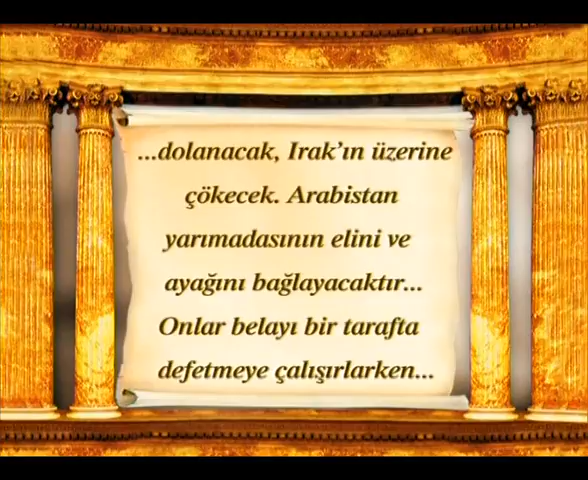 ...dolanacak, Irak'ın üzerine
çökecek. Arabistan
yarımadasının elini ve
ayağını bağlayacaktır...
Onlar belayı bir tarafta
defetmeye çalışırlarken...